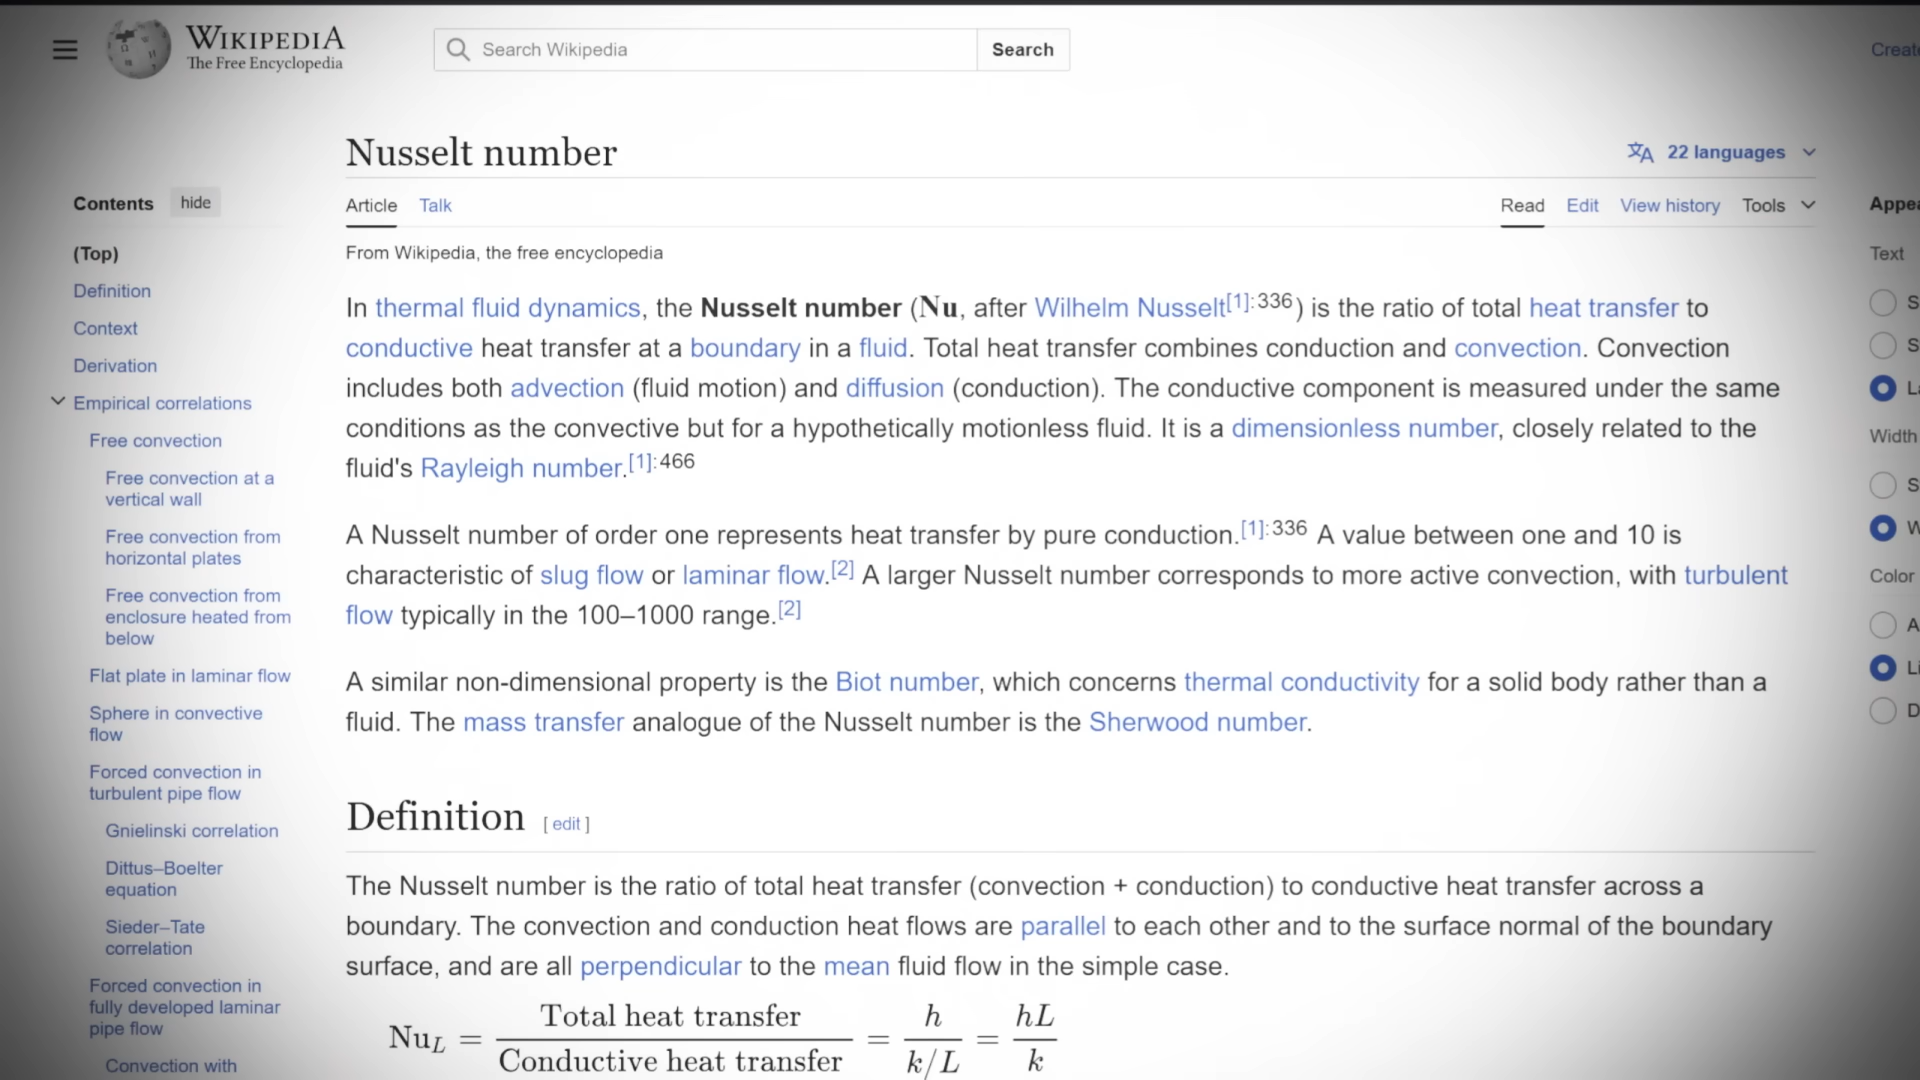 WIKIPEDIA
The Free Encyclopedia
Search Wikipedia
Search
Create
Nusselt number
22 languages
Article Talk
Read Edit View history Tools
From Wikipedia, the free encyclopedia
Contents hide
(Top)
Definition
Context
Derivation
Empirical correlations
Free convection
Free convection at a
vertical wall
Free convection from
horizontal plates
Free convection from
enclosure heated from
below
Flat plate in laminar flow
Sphere in convective
flow
Forced convection in
turbulent pipe flow
Gnielinski correlation
Dittus–Boelter
equation
Sieder–Tate
correlation
Forced convection in
fully developed laminar
pipe flow
Convection with
In thermal fluid dynamics, the Nusselt number (Nu, after Wilhelm Nusselt[1]:336) is the ratio of total heat transfer to
conductive heat transfer at a boundary in a fluid. Total heat transfer combines conduction and convection. Convection
includes both advection (fluid motion) and diffusion (conduction). The conductive component is measured under the same
conditions as the convective but for a hypothetically motionless fluid. It is a dimensionless number, closely related to the
fluid's Rayleigh number.[1]:466
A Nusselt number of order one represents heat transfer by pure conduction.[1]:336 A value between one and 10 is
characteristic of slug flow or laminar flow.[2] A larger Nusselt number corresponds to more active convection, with turbulent
flow typically in the 100–1000 range.[2]
A similar non-dimensional property is the Biot number, which concerns thermal conductivity for a solid body rather than a
fluid. The mass transfer analogue of the Nusselt number is the Sherwood number.
Definition [ edit ]
The Nusselt number is the ratio of total heat transfer (convection + conduction) to conductive heat transfer across a
boundary. The convection and conduction heat flows are parallel to each other and to the surface normal of the boundary
surface, and are all perpendicular to the mean fluid flow in the simple case.
NuL = Total heat transfer / Conductive heat transfer = h / k/L = hL / k
Text
Width
Color